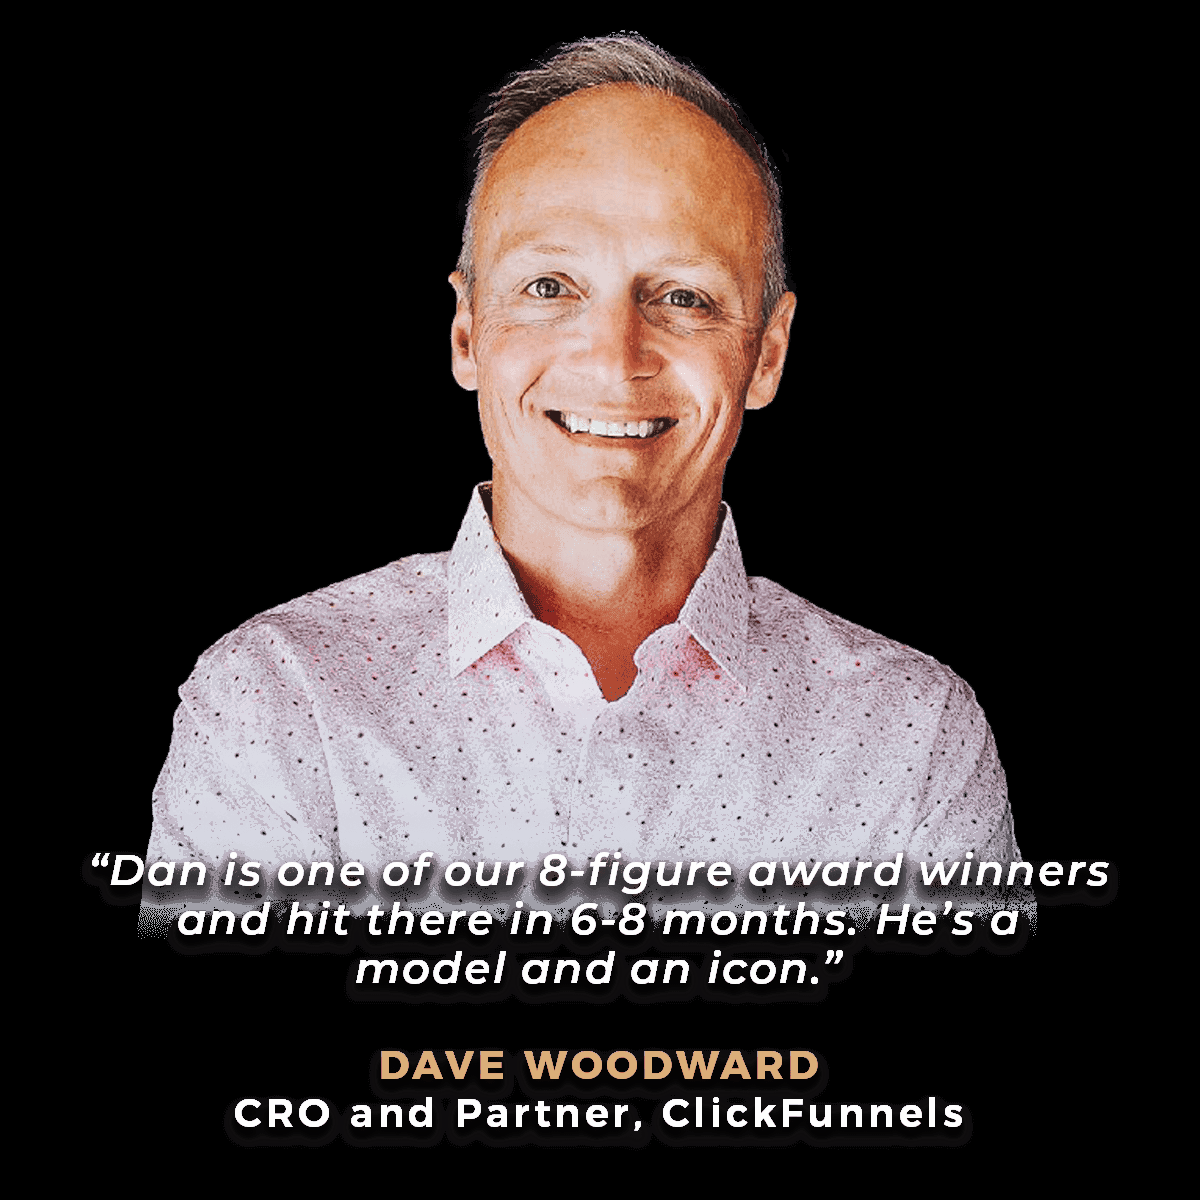 “Dan is one of our 8-figure award winners
and hit there in 6-8 months. He’s a
model and an icon.”
DAVE WOODWARD
CRO and Partner, ClickFunnels